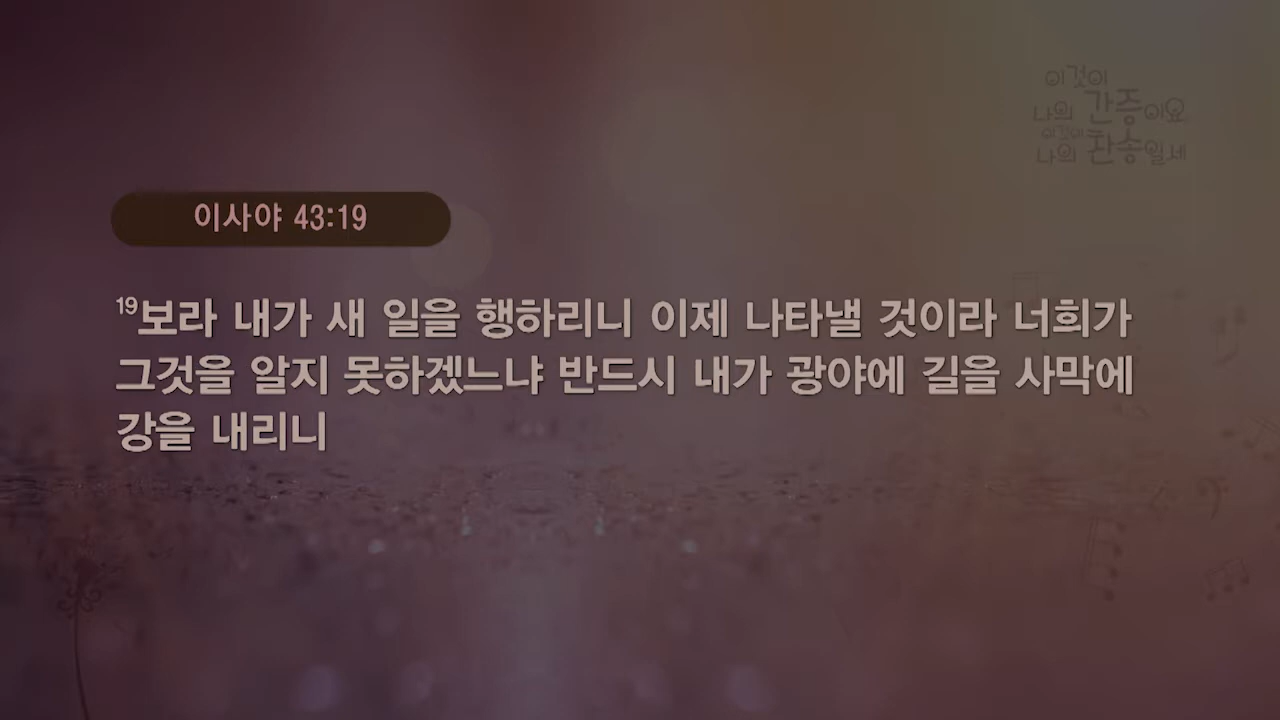 이것이
나의 간증이요
이것이
나의 찬송일세
이사야 43:19
19보라 내가 새 일을 행하리니 이제 나타낼 것이라 너희가
그것을 알지 못하겠느냐 반드시 내가 광야에 길을 사막에
강을 내리니